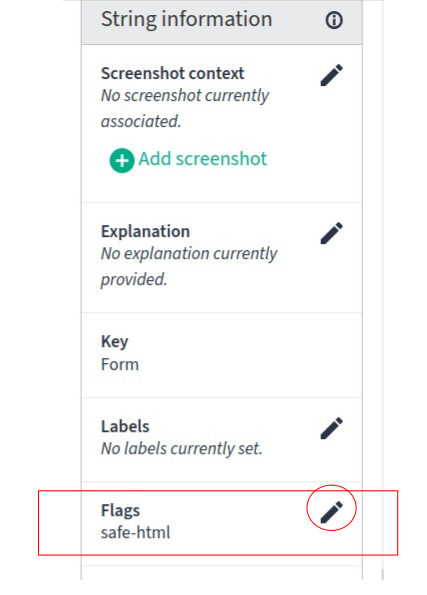 String information
Screenshot context
No screenshot currently
associated.
Add screenshot
Explanation
No explanation currently
provided.
Key
Form
Labels
No labels currently set.
Flags
safe-html